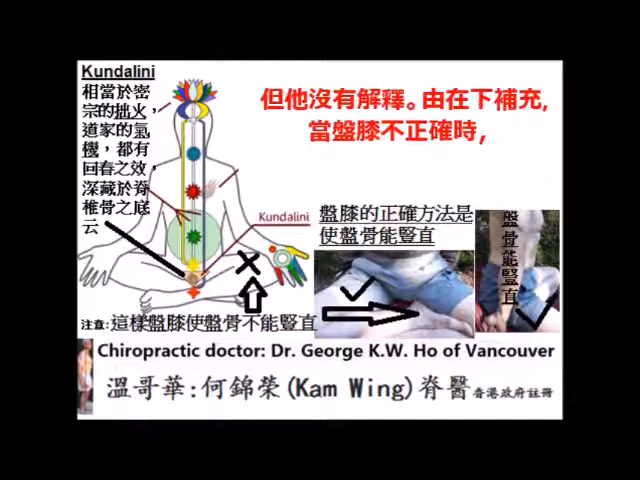 Kundalini
相當於密
宗的拙火，
道家的氣
機，都有
回春之效，
深藏於脊
椎骨之底
云
但他沒有解釋。由在下補充,
當盤膝不正確時，
Kundalini
盤膝的正確方法是
使盤骨能豎直
盤骨能豎直
注意：這樣盤膝使盤骨不能豎直
Chiropractic doctor: Dr. George K.W. Ho of Vancouver
溫哥華：何錦榮(Kam Wing)脊醫香港政府註冊